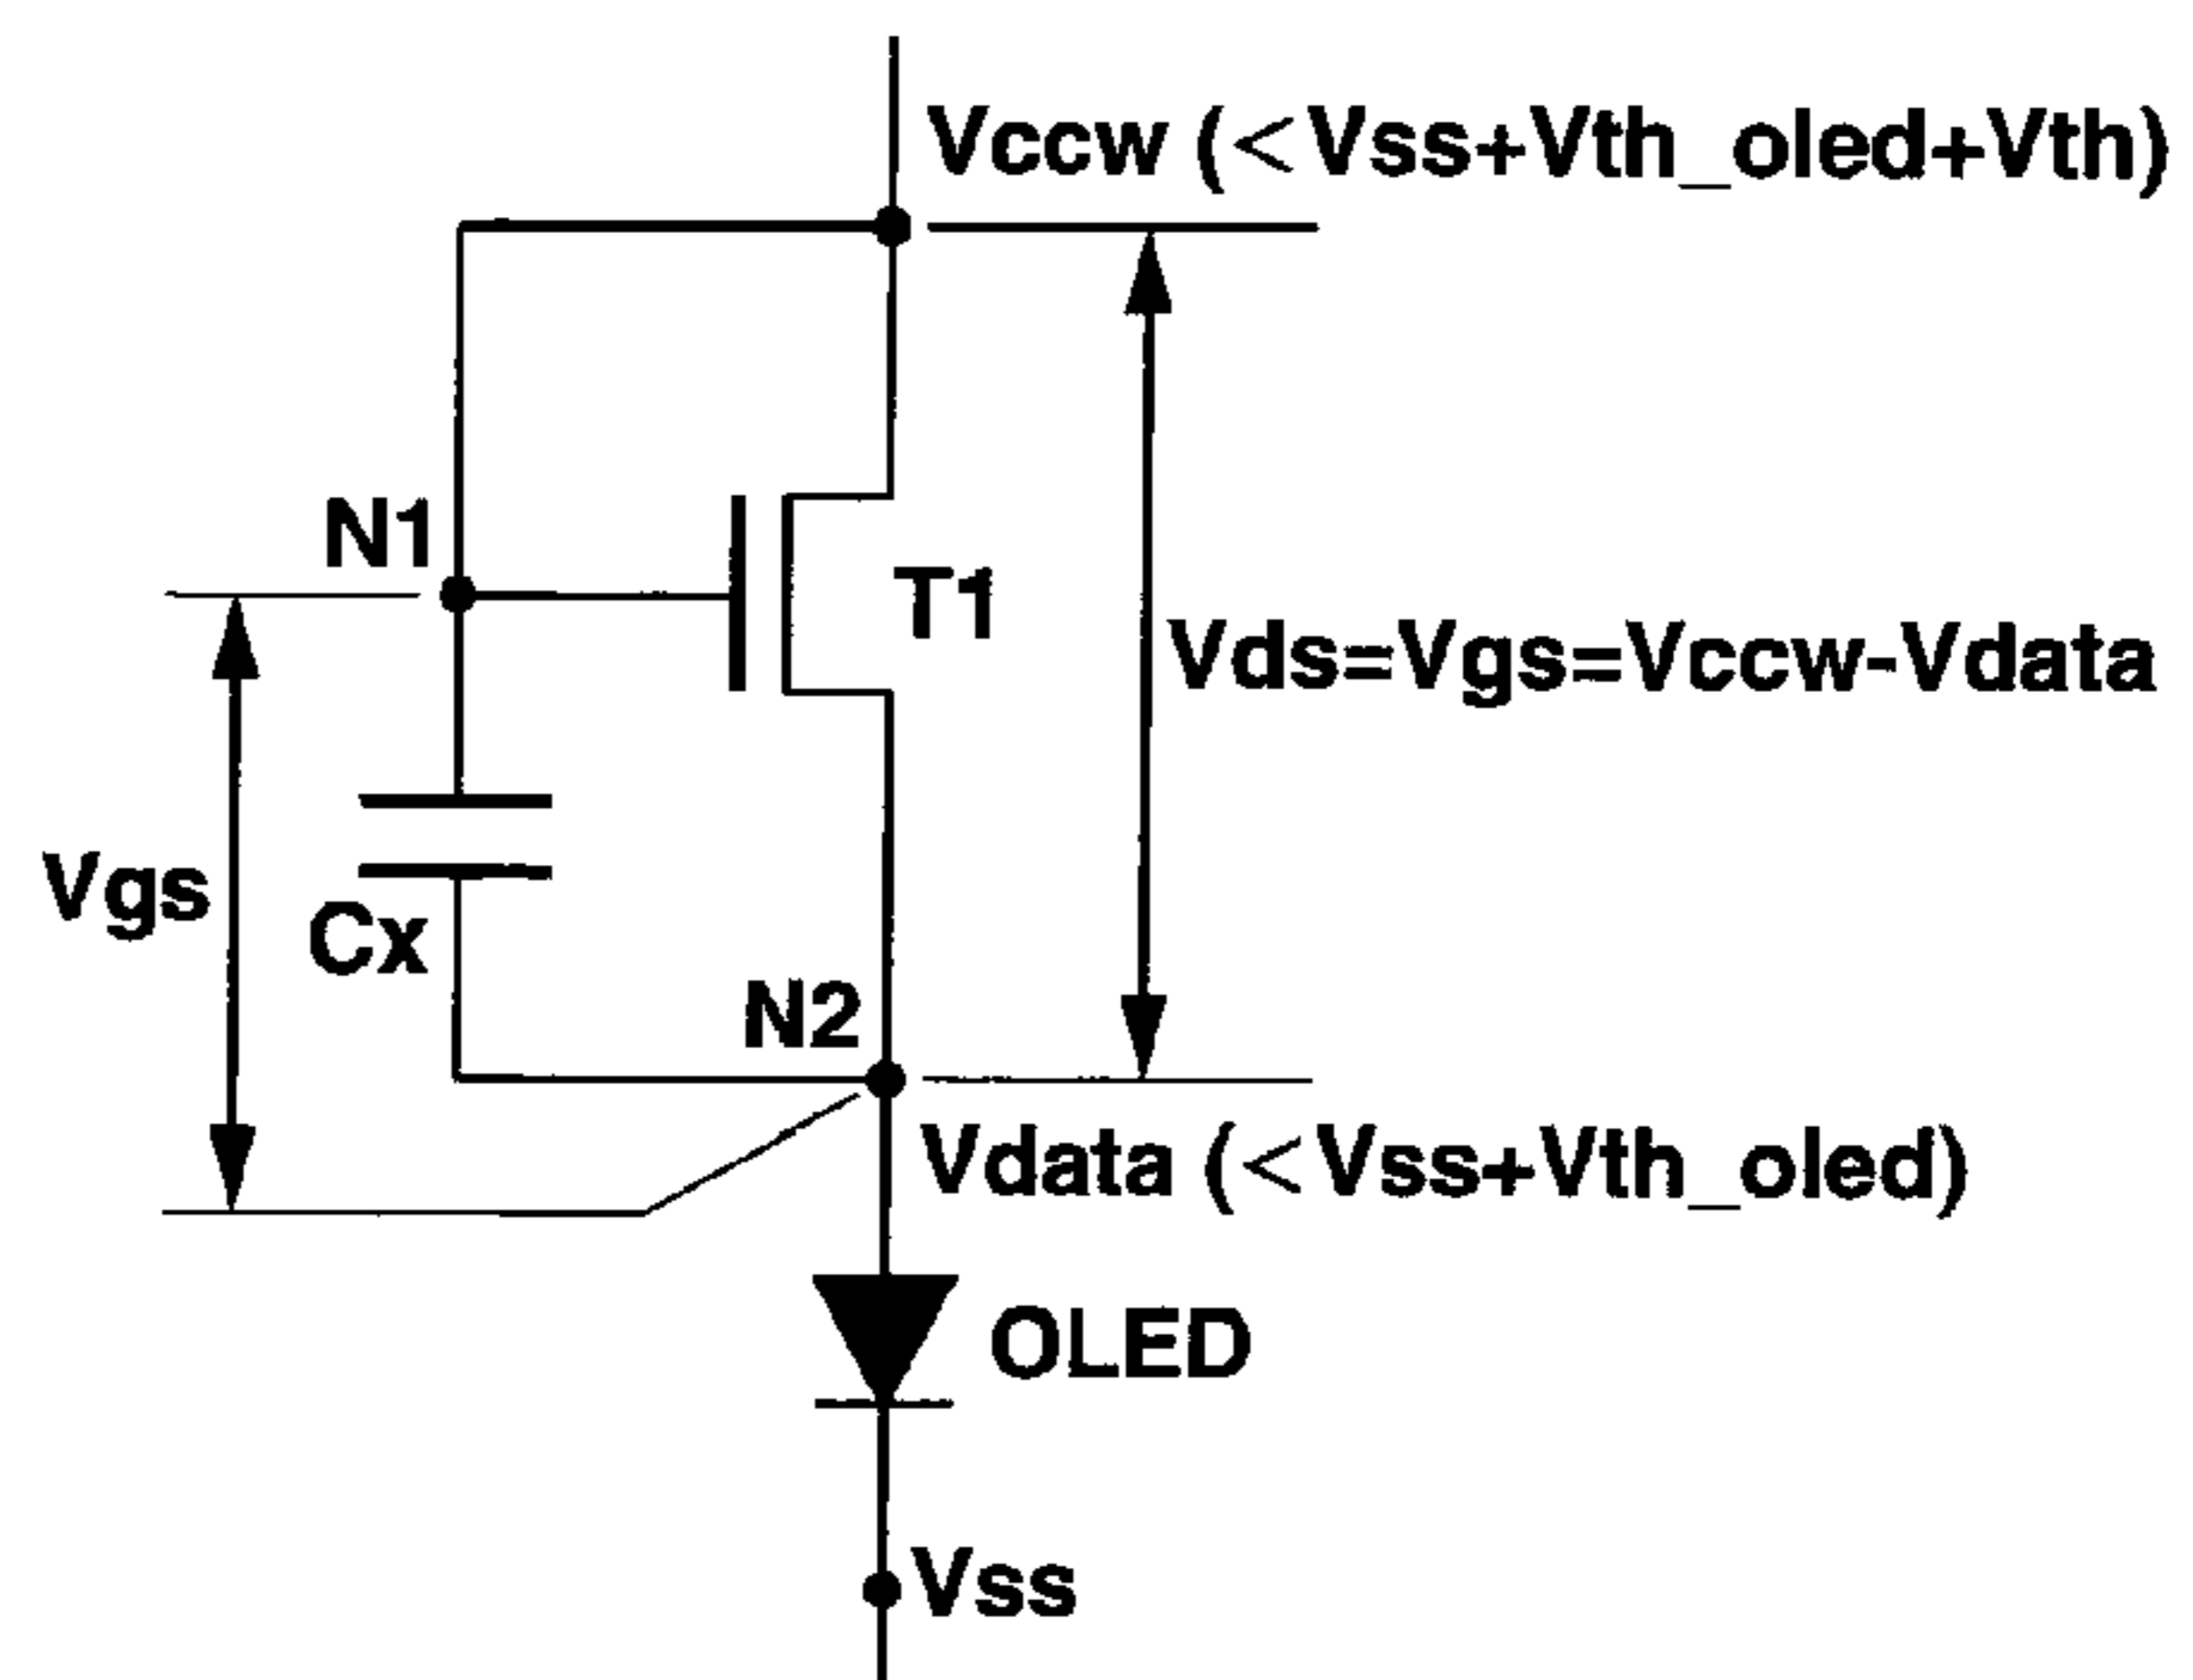 Vccw (<Vss+Vth_oled+Vth)
N1
T1
Vds=Vgs=Vccw-Vdata
Vgs
Cx
N2
Vdata (<Vss+Vth_oled)
OLED
Vss